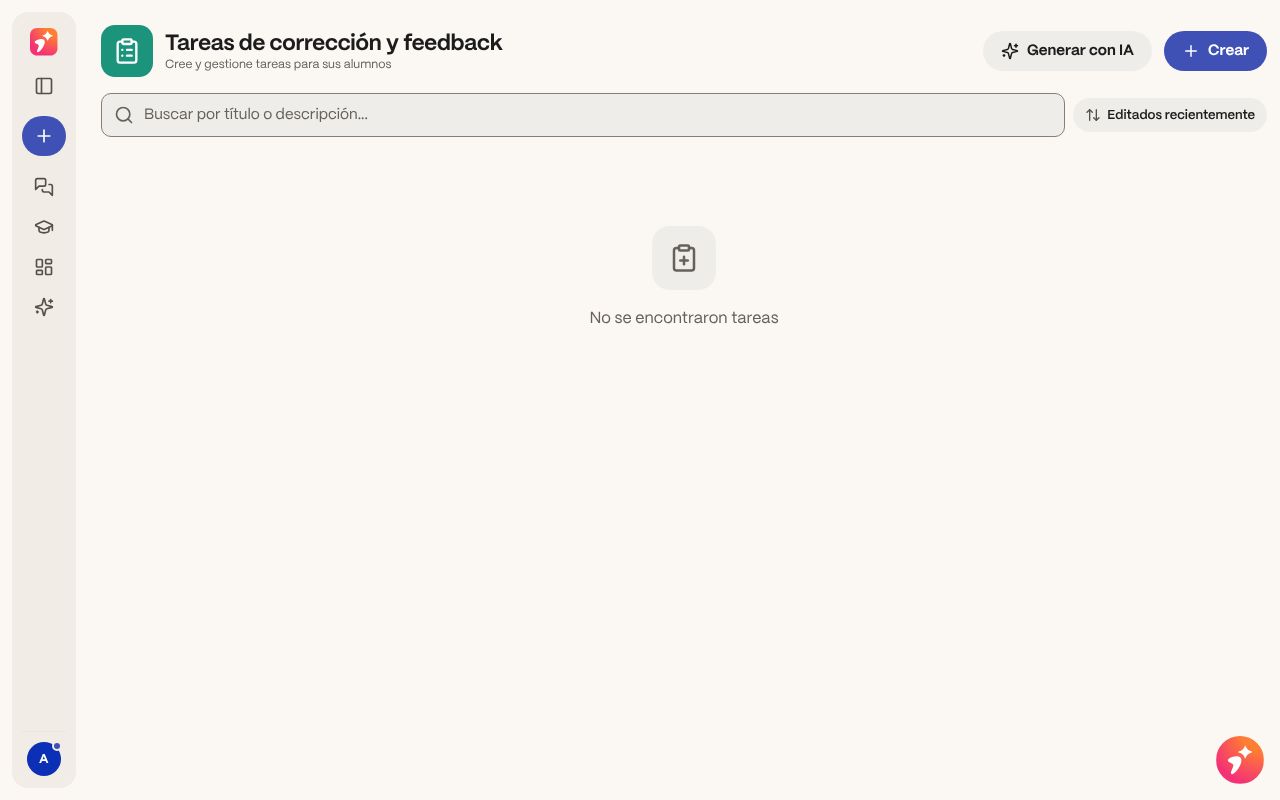 Tareas de corrección y feedback
Cree y gestione tareas para sus alumnos
Generar con IA
Crear
Buscar por título o descripción...
Editados recientemente
No se encontraron tareas
A